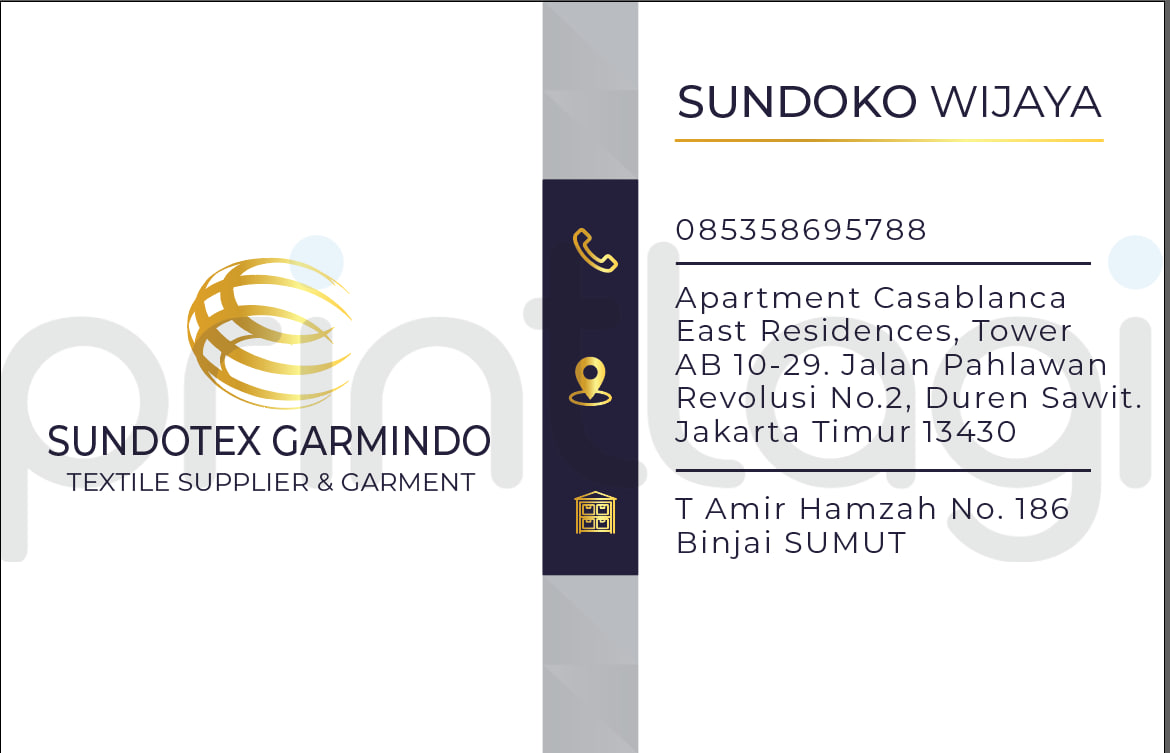 SUNDOTEX GARMINDO
TEXTILE SUPPLIER & GARMENT
SUNDOKO WIJAYA
085358695788
Apartment Casablanca
East Residences, Tower
AB 10-29. Jalan Pahlawan
Revolusi No.2, Duren Sawit.
Jakarta Timur 13430
T Amir Hamzah No. 186
Binjai SUMUT
printlagi